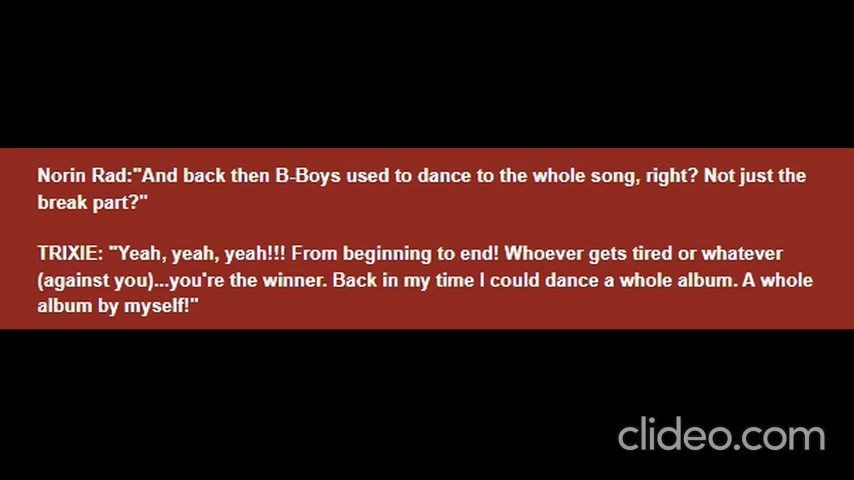 Norin Rad:"And back then B-Boys used to dance to the whole song, right? Not just the
break part?"
TRIXIE: "Yeah, yeah, yeah!!! From beginning to end! Whoever gets tired or whatever
(against you)...you're the winner. Back in my time I could dance a whole album. A whole
album by myself!"
clideo.com